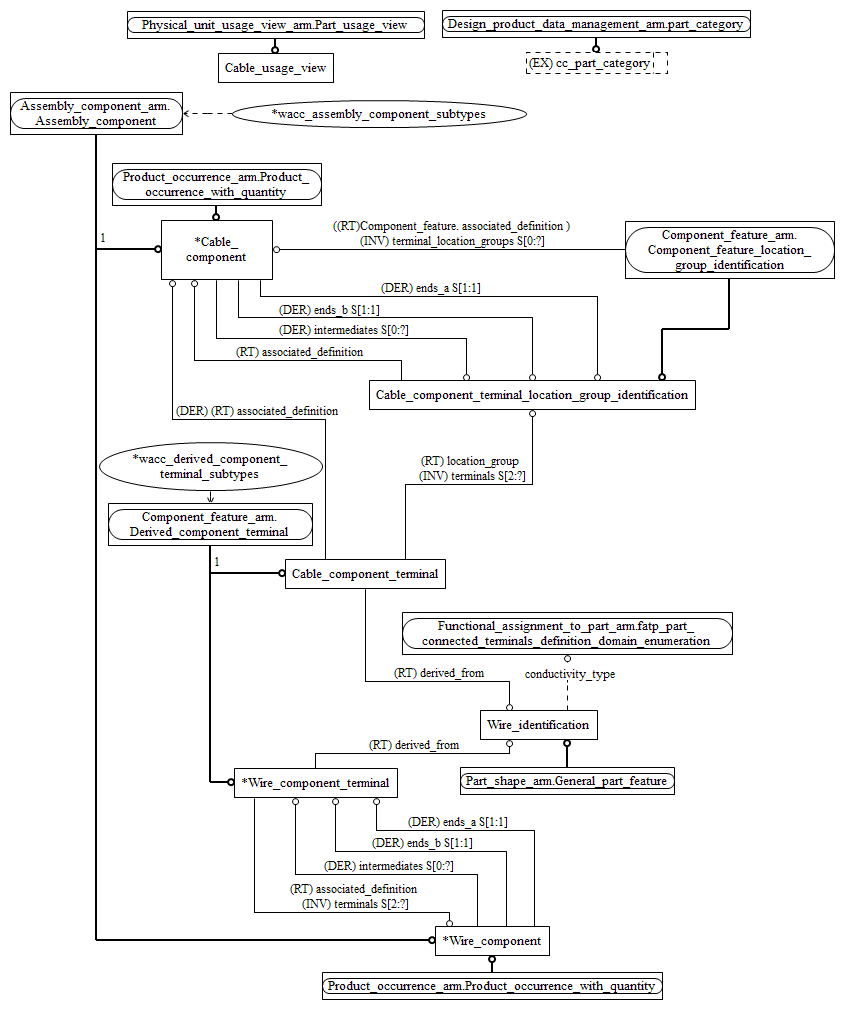 Physical_unit_usage_view_arm.Part_usage_view
Design_product_data_management_arm.part_category
Cable_usage_view
(EX) cc_part_category
Assembly_component_arm.
Assembly_component
*wacc_assembly_component_subtypes
Product_occurrence_arm.Product_
occurrence_with_quantity
1
*Cable_
component
((RT)Component_feature. associated_definition )
(INV) terminal_location_groups S[0:?]
Component_feature_arm.
Component_feature_location_
group_identification
(DER) ends_a S[1:1]
(DER) ends_b S[1:1]
(DER) intermediates S[0:?]
(RT) associated_definition
Cable_component_terminal_location_group_identification
(DER) (RT) associated_definition
*wacc_derived_component_
terminal_subtypes
(RT) location_group
(INV) terminals S[2:?]
Component_feature_arm.
Derived_component_terminal
1
Cable_component_terminal
Functional_assignment_to_part_arm.fatp_part_
connected_terminals_definition_domain_enumeration
(RT) derived_from
conductivity_type
Wire_identification
(RT) derived_from
*Wire_component_terminal
Part_shape_arm.General_part_feature
(DER) ends_a S[1:1]
(DER) ends_b S[1:1]
(DER) intermediates S[0:?]
(RT) associated_definition
(INV) terminals S[2:?]
*Wire_component
Product_occurrence_arm.Product_occurrence_with_quantity